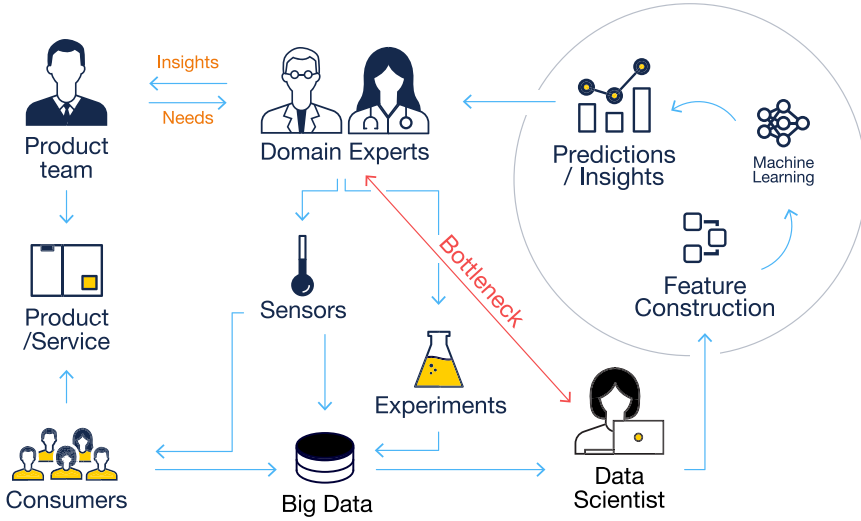 Insights
Needs
Product
team
Domain Experts
Predictions
/ Insights
Machine
Learning
Feature
Construction
Bottleneck
Sensors
Product
/Service
Experiments
Consumers
Big Data
Data
Scientist